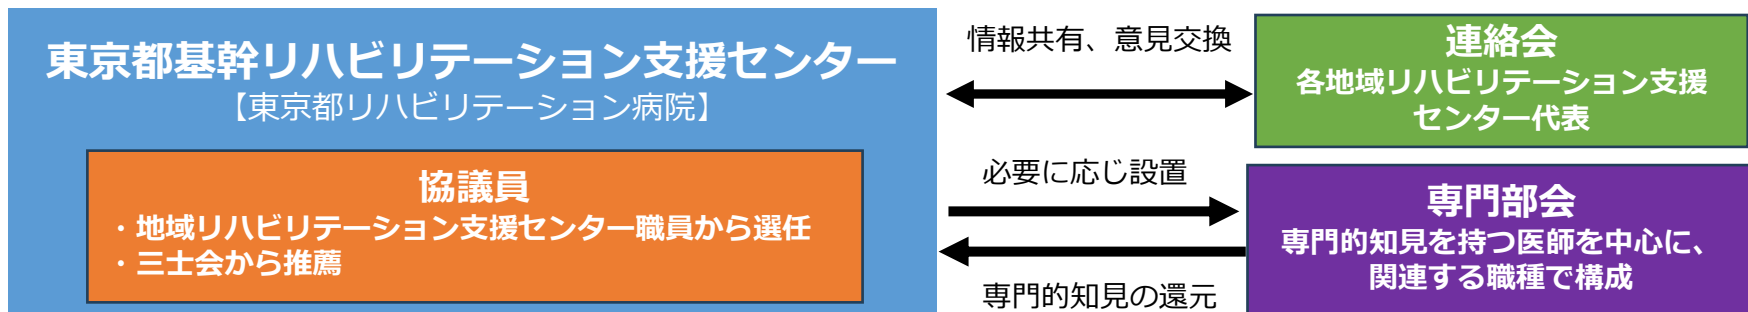 東京都基幹リハビリテーション支援センター
【東京都リハビリテーション病院】
協議員
・地域リハビリテーション支援センター職員から選任
・三士会から推薦
情報共有、意見交換
連絡会
各地域リハビリテーション支援
センター代表
必要に応じ設置
専門的知見の還元
専門部会
専門的知見を持つ医師を中心に、
関連する職種で構成